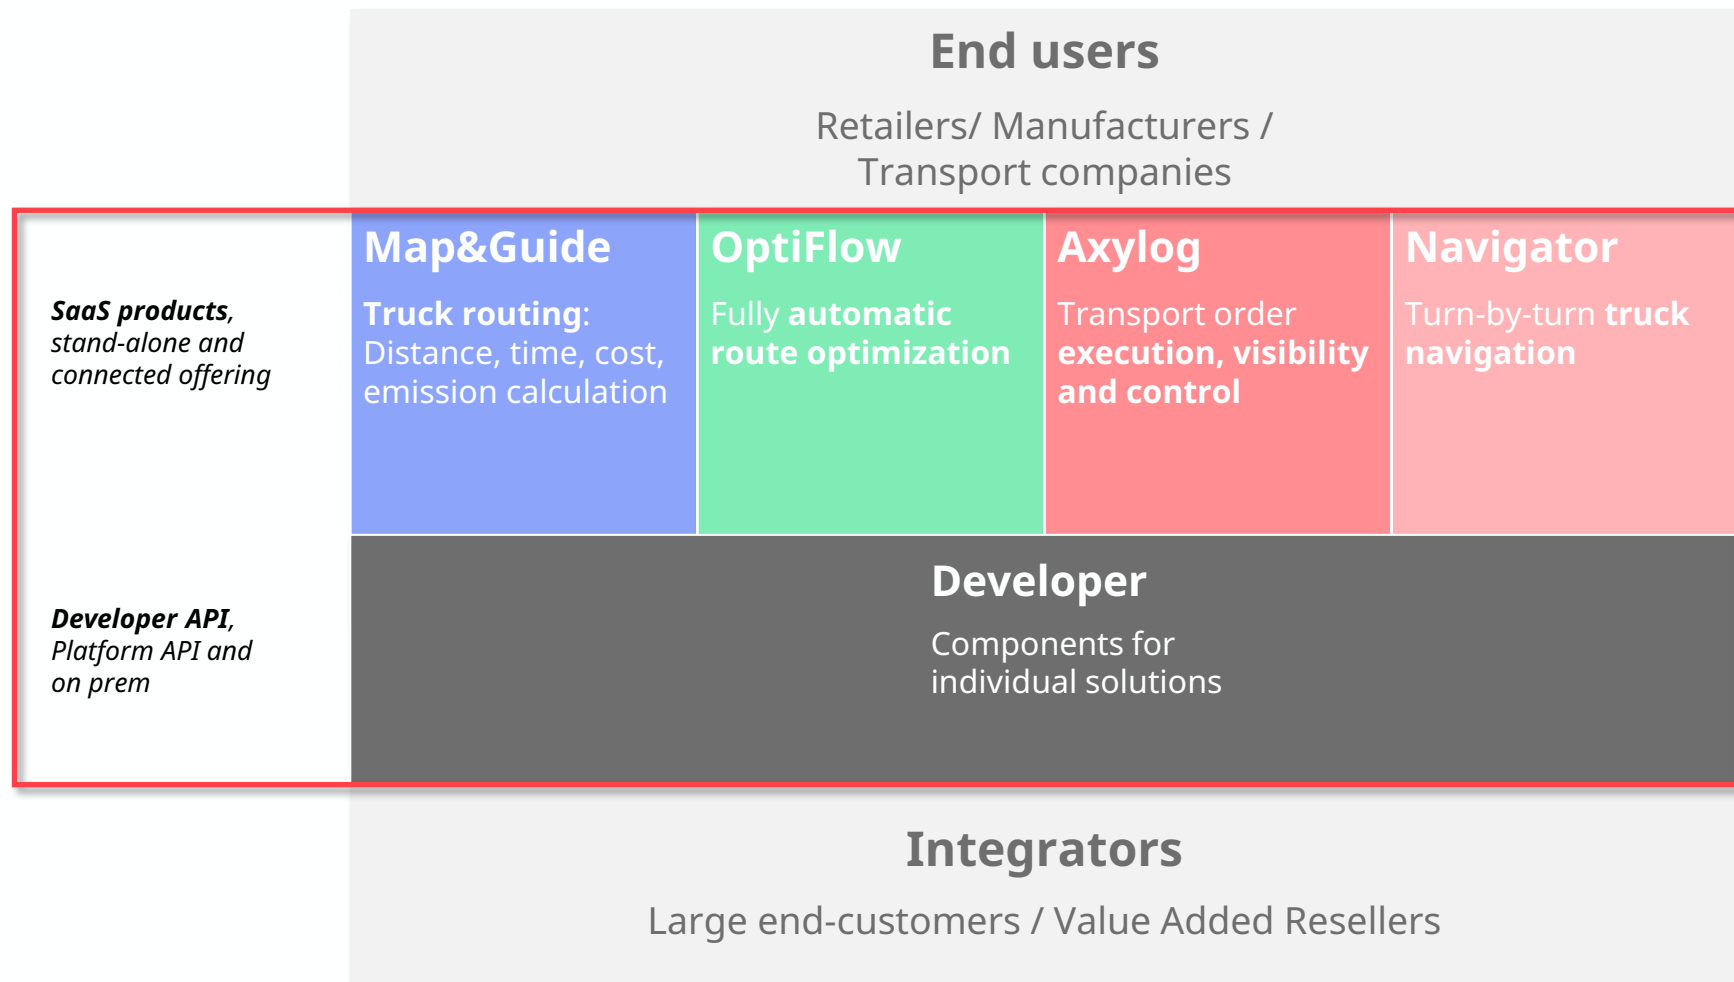 End users
Retailers/ Manufacturers /
Transport companies
SaaS products,
stand-alone and
connected offering
Map&Guide
Truck routing:
Distance, time, cost,
emission calculation
OptiFlow
Fully automatic
route optimization
Axylog
Transport order
execution, visibility
and control
Navigator
Turn-by-turn truck
navigation
Developer API,
Platform API and
on prem
Developer
Components for
individual solutions
Integrators
Large end-customers / Value Added Resellers